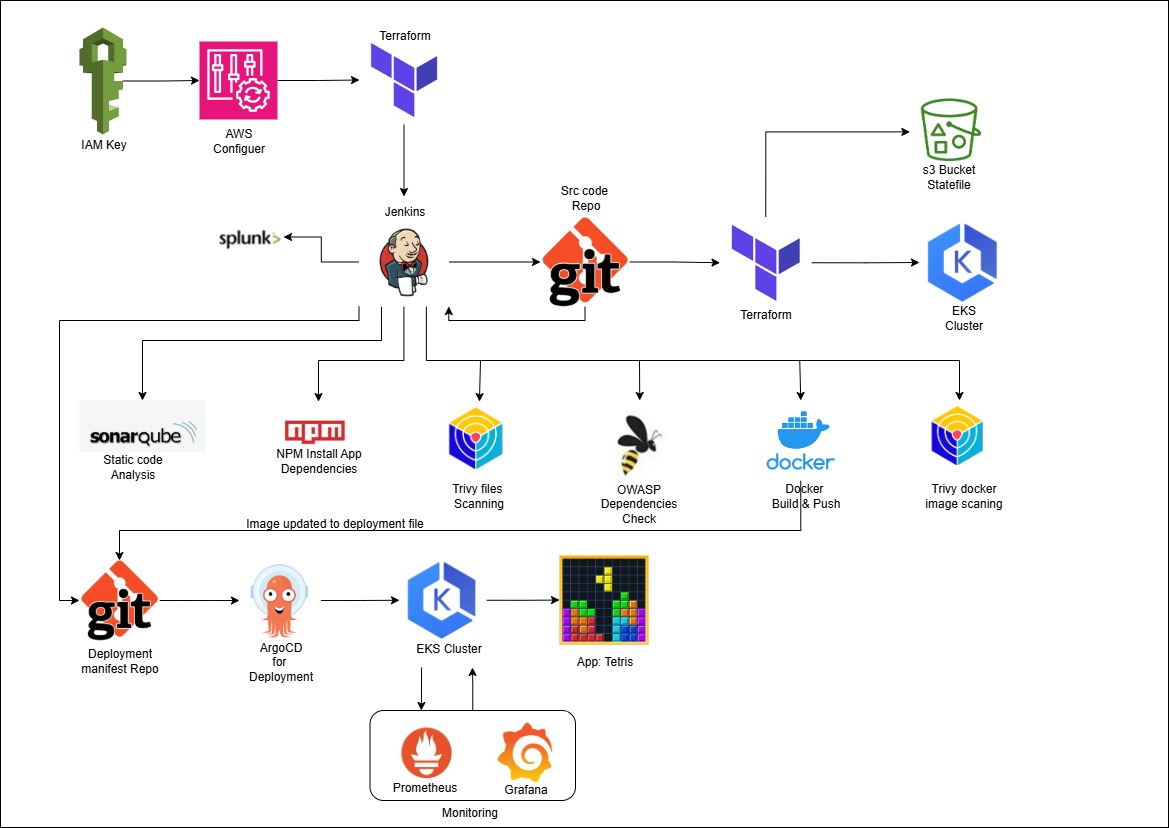 Terraform
IAM Key
AWS
Configuer
s3 Bucket
Statefile
Src code
Repo
Jenkins
splunk>
git
Terraform
K
EKS
Cluster
sonarqube
Static code
Analysis
npm
NPM Install App
Dependencies
Trivy files
Scanning
OWASP
Dependencies
Check
docker
Docker
Build & Push
Trivy docker
image scaning
Image updated to deployment file
git
Deployment
manifest Repo
ArgoCD
for
Deployment
K
EKS Cluster
App: Tetris
Prometheus
Grafana
Monitoring